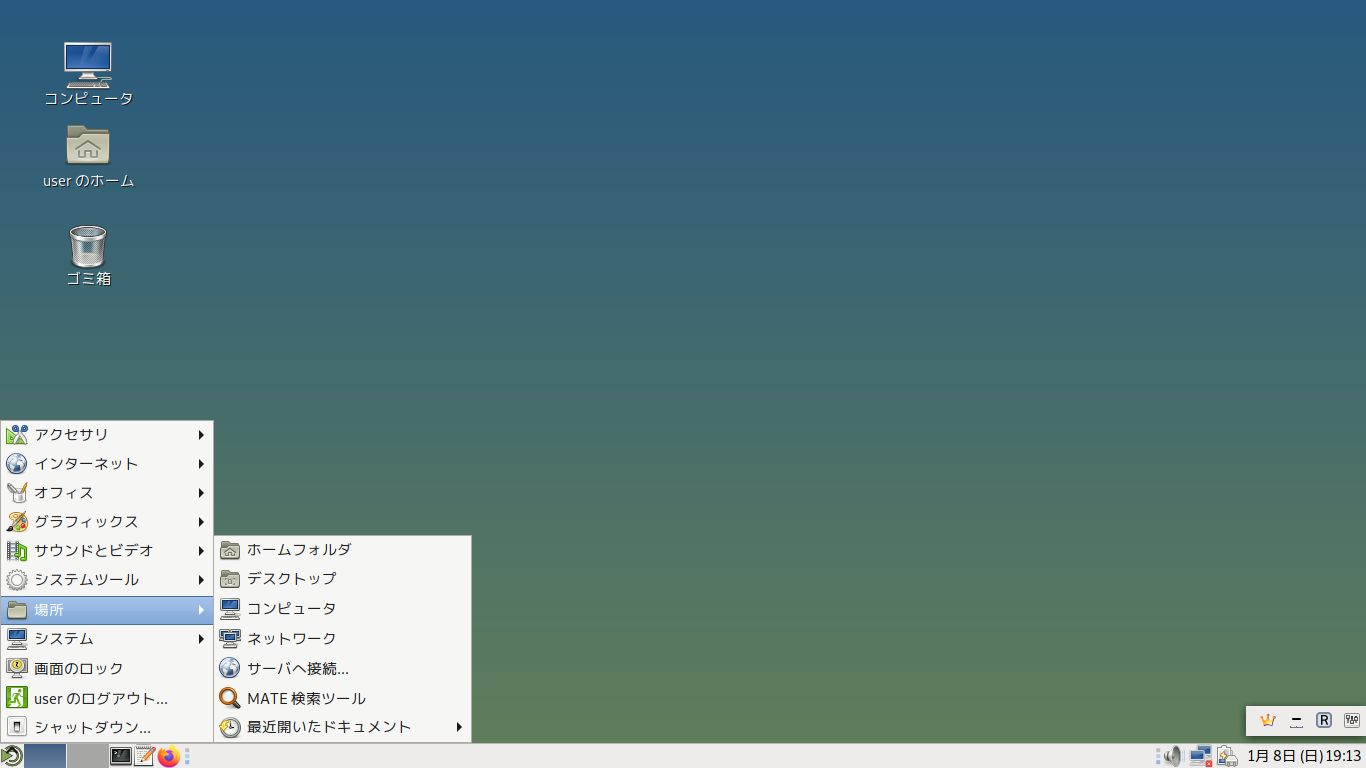 コンピュータ
user のホーム
ゴミ箱
アクセサリ
インターネット
オフィス
グラフィックス
サウンドとビデオ
システムツール
場所
システム
画面のロック
user のログアウト...
シャットダウン...
ホームフォルダ
デスクトップ
コンピュータ
ネットワーク
サーバへ接続...
MATE 検索ツール
最近開いたドキュメント
R
1月 8日 (日) 19:13